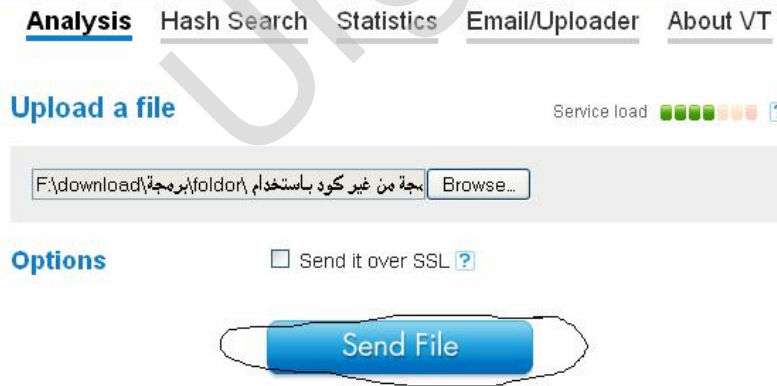 Analysis Hash Search Statistics Email/Uploader About VT
Upload a file
Service load
F:\download\برمجة\foldor\ مجة من غير كود باستخدام Browse...
Options
Send it over SSL ?
Send File